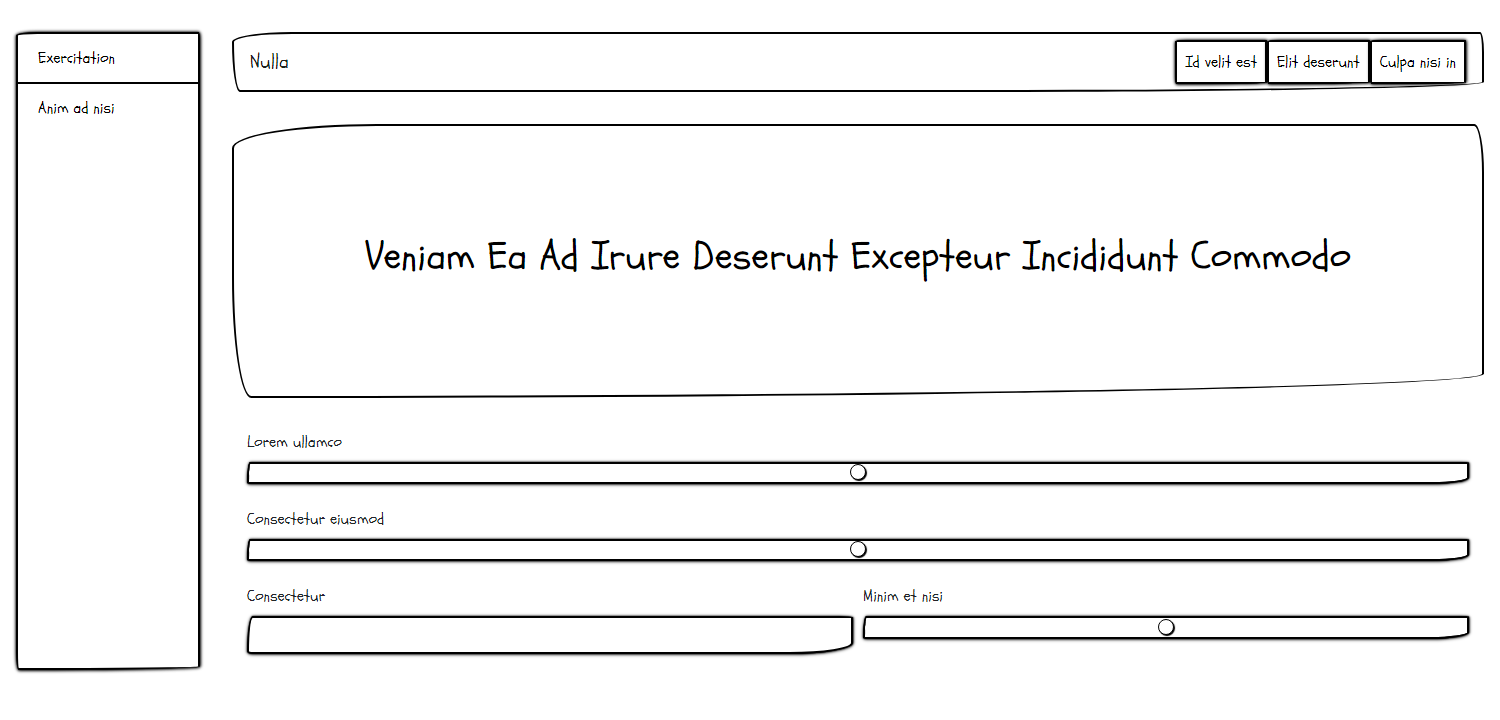 Exercitation
Anim ad nisi
Nulla
Id velit est
Elit deserunt
Culpa nisi in
Veniam Ea Ad Irure Deserunt Excepteur Incididunt Commodo
Lorem ullamco
Consectetur eiusmod
Consectetur
Minim et nisi